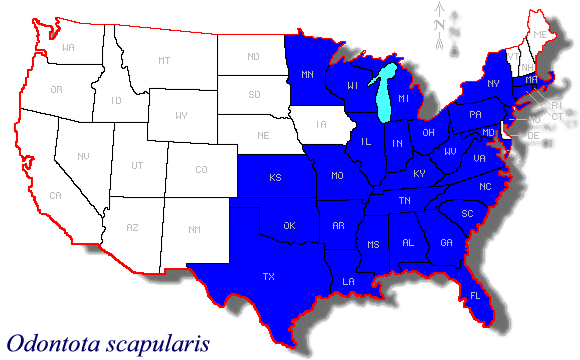 WA
MT
ND
MN
ME
VT
NH
OR
ID
SD
WI
MI
NY
MA
WY
IA
RI
CT
NE
PA
NJ
NV
UT
CO
IL
IN
OH
MD
DE
CA
KS
MO
WV
VA
KY
AZ
NM
OK
AR
TN
NC
SC
TX
LA
MS
AL
GA
FL
N
N
Odontota scapularis